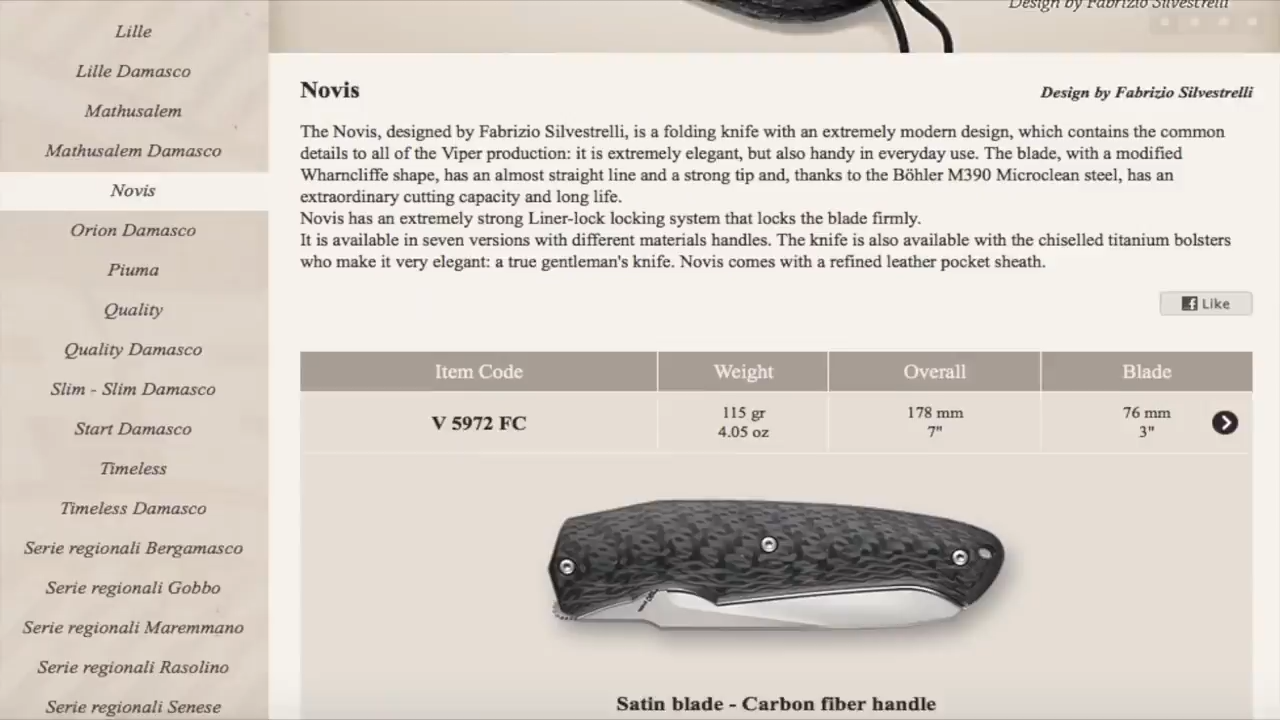 Lille
Lille Damasco
Mathusalem
Mathusalem Damasco
Novis
Orion Damasco
Piuma
Quality
Quality Damasco
Slim - Slim Damasco
Start Damasco
Timeless
Timeless Damasco
Serie regionali Bergamasco
Serie regionali Gobbo
Serie regionali Maremmano
Serie regionali Rasolino
Serie regionali Senese
Design by Fabrizio Silvestrelli
Novis
Design by Fabrizio Silvestrelli
The Novis, designed by Fabrizio Silvestrelli, is a folding knife with an extremely modern design, which contains the common
details to all of the Viper production: it is extremely elegant, but also handy in everyday use. The blade, with a modified
Wharncliffe shape, has an almost straight line and a strong tip and, thanks to the Böhler M390 Microclean steel, has an
extraordinary cutting capacity and long life.
Novis has an extremely strong Liner-lock locking system that locks the blade firmly.
It is available in seven versions with different materials handles. The knife is also available with the chiselled titanium bolsters
who make it very elegant: a true gentleman's knife. Novis comes with a refined leather pocket sheath.
f Like
Item Code Weight Overall Blade
V 5972 FC
115 gr
4.05 oz
178 mm
7"
76 mm
3"
Satin blade - Carbon fiber handle